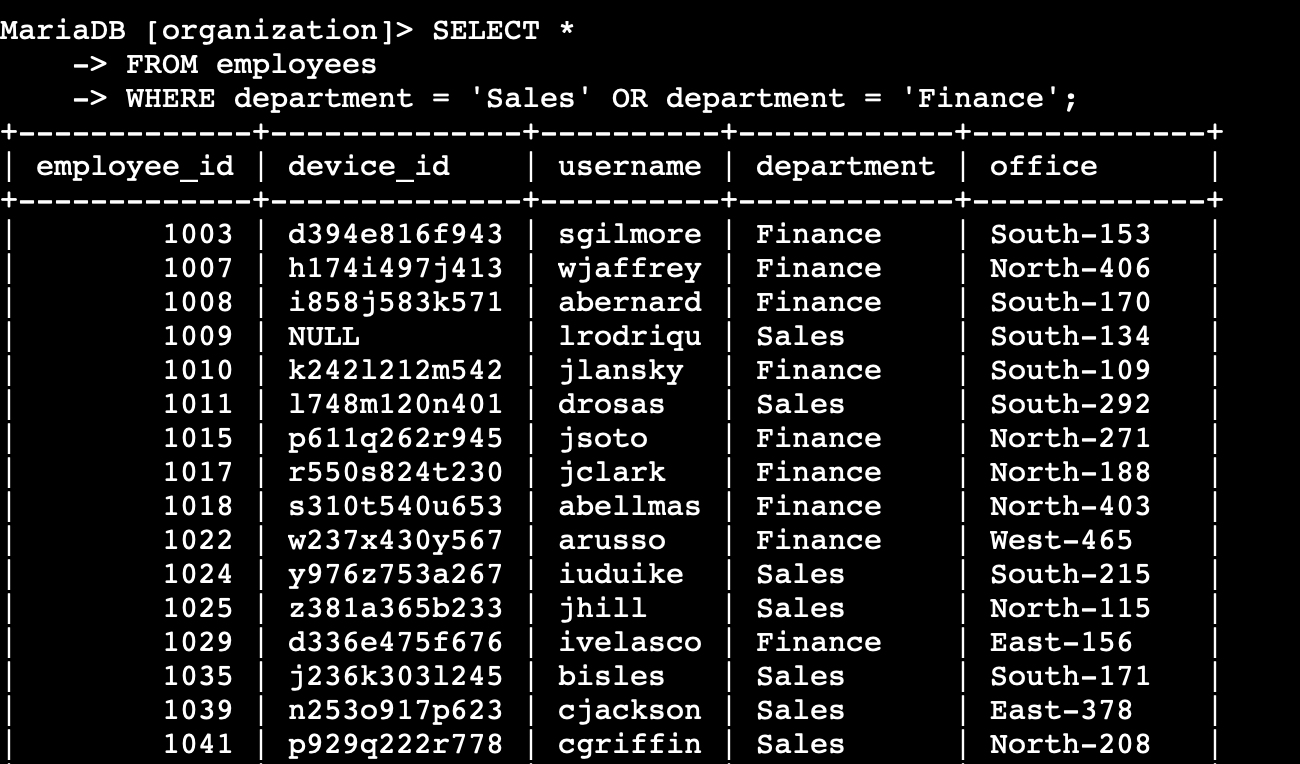 MariaDB [organization]> SELECT *
    -> FROM employees
    -> WHERE department = 'Sales' OR department = 'Finance';
+-------------+--------------+----------+------------+-------------+
| employee_id | device_id    | username | department | office      |
+-------------+--------------+----------+------------+-------------+
|        1003 | d394e816f943 | sgilmore | Finance    | South-153   |
|        1007 | h174i497j413 | wjaffrey | Finance    | North-406   |
|        1008 | i858j583k571 | abernard | Finance    | South-170   |
|        1009 | NULL         | lrodriqu | Sales      | South-134   |
|        1010 | k242l212m542 | jlansky  | Finance    | South-109   |
|        1011 | l748m120n401 | drosas   | Sales      | South-292   |
|        1015 | p611q262r945 | jsoto    | Finance    | North-271   |
|        1017 | r550s824t230 | jclark   | Finance    | North-188   |
|        1018 | s310t540u653 | abellmas | Finance    | North-403   |
|        1022 | w237x430y567 | arusso   | Finance    | West-465    |
|        1024 | y976z753a267 | iuduike  | Sales      | South-215   |
|        1025 | z381a365b233 | jhill    | Sales      | North-115   |
|        1029 | d336e475f676 | ivelasco | Finance    | East-156    |
|        1035 | j236k303l245 | bisles   | Sales      | South-171   |
|        1039 | n253o917p623 | cjackson | Sales      | East-378    |
|        1041 | p929q222r778 | cgriffin | Sales      | North-208   |